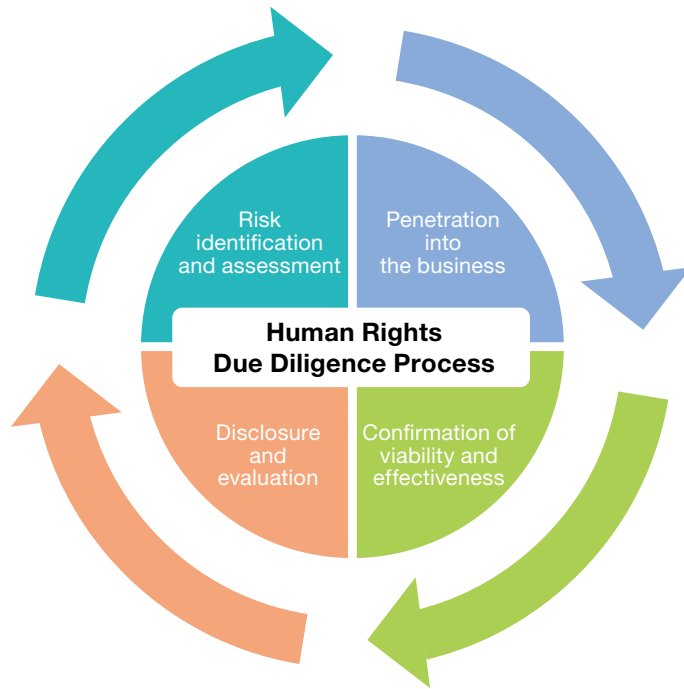 Risk
identification
and assessment
Penetration
into
the business
Human Rights
Due Diligence Process
Disclosure
and
evaluation
Confirmation of
viability and
effectiveness